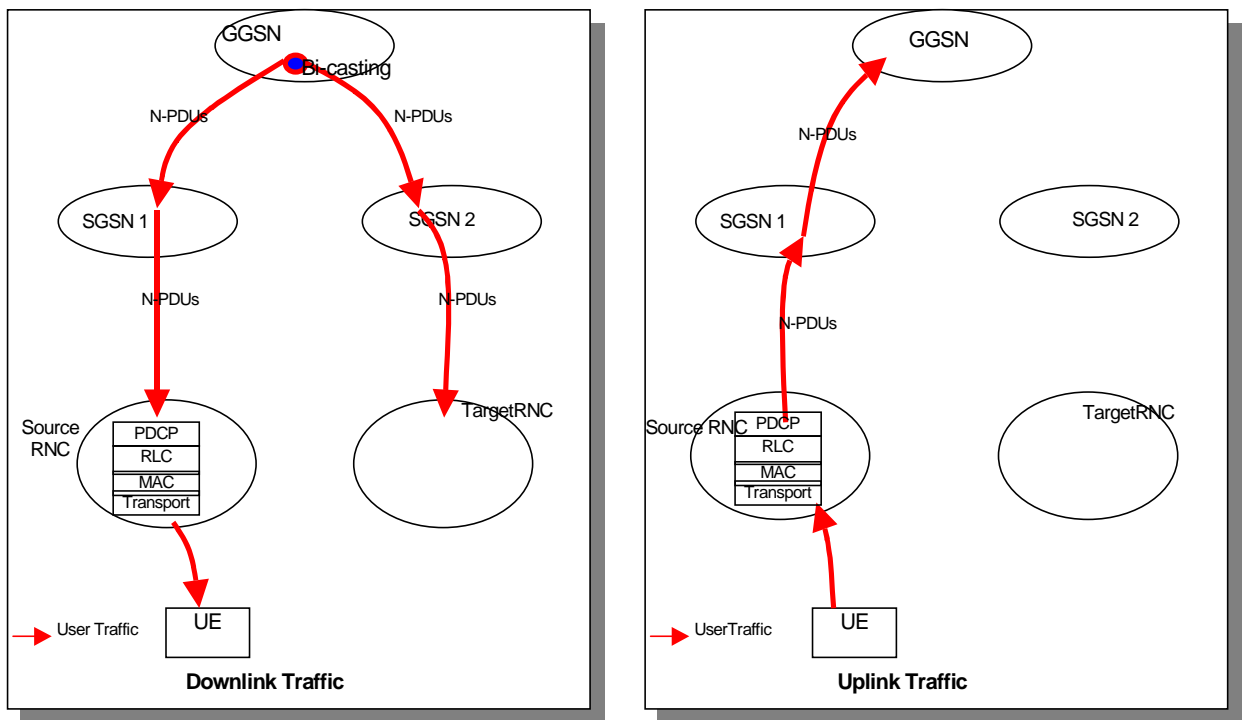 GGSN
Bi-casting
N-PDUs
N-PDUs
SGSN 1
SGSN 2
N-PDUs
N-PDUs
Source
RNC
TargetRNC
PDCP
RLC
MAC
Transport
UE
User Traffic
Downlink Traffic
GGSN
N-PDUs
SGSN 1
SGSN 2
N-PDUs
Source RNC
TargetRNC
PDCP
RLC
MAC
Transport
UE
UserTraffic
Uplink Traffic